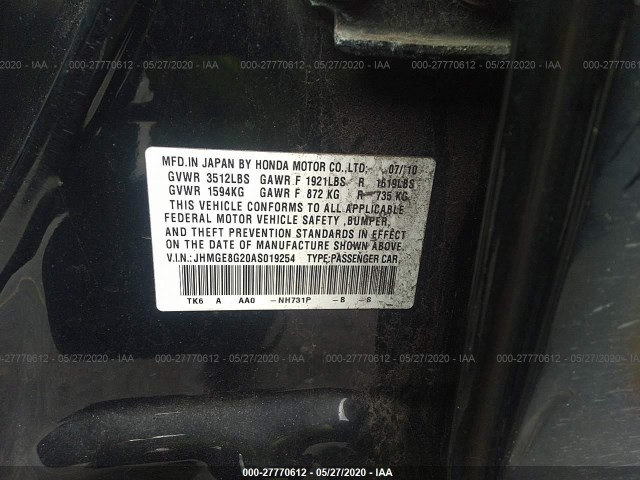 000-27770612 - 05/27/2020 - IAA
MFD.IN JAPAN BY HONDA MOTOR CO.,LTD; 07/10
GVWR 3512LBS GAWR F 1921LBS R 1619LBS
GVWR 1594KG GAWR F 872 KG R 735 KG
THIS VEHICLE CONFORMS TO ALL APPLICABLE
FEDERAL MOTOR VEHICLE SAFETY ,BUMPER,
AND THEFT PREVENTION STANDARDS IN EFFECT
ON THE DATE OF MANUFACTURE SHOWN ABOVE.
V.I.N.: JHMGE8G20AS019254 TYPE:PASSENGER CAR
TK6 A AA0 -NH731P -B -S
000-27770612 - 05/27/2020 - IAA